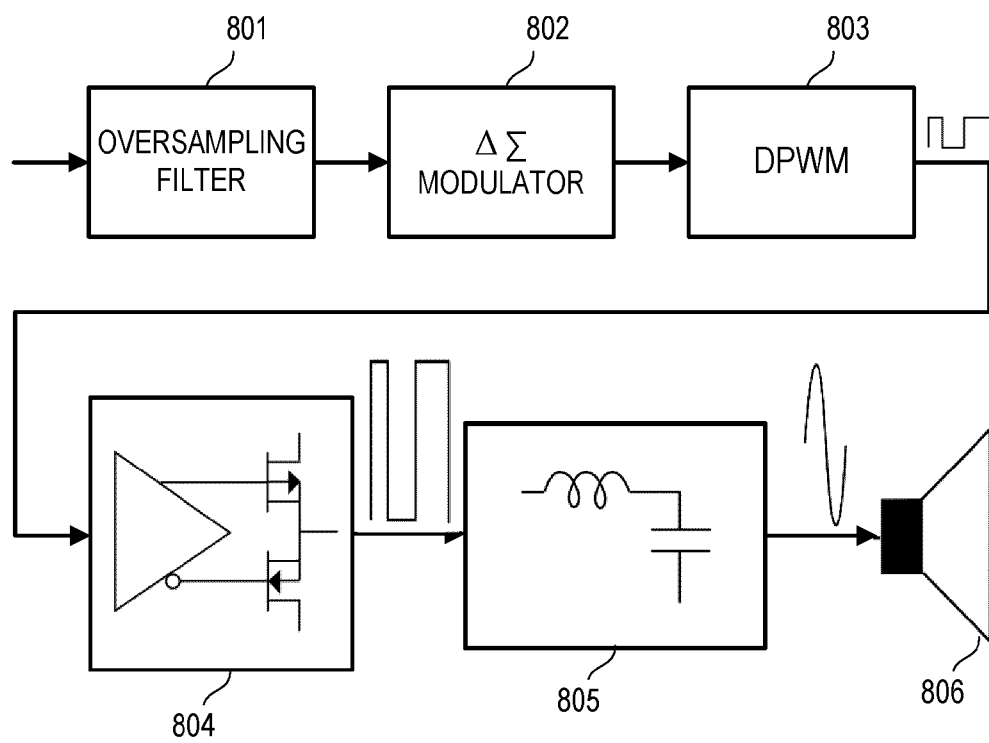 801
802
803
OVERSAMPLING
FILTER
Δ Σ
MODULATOR
DPWM
804
805
806